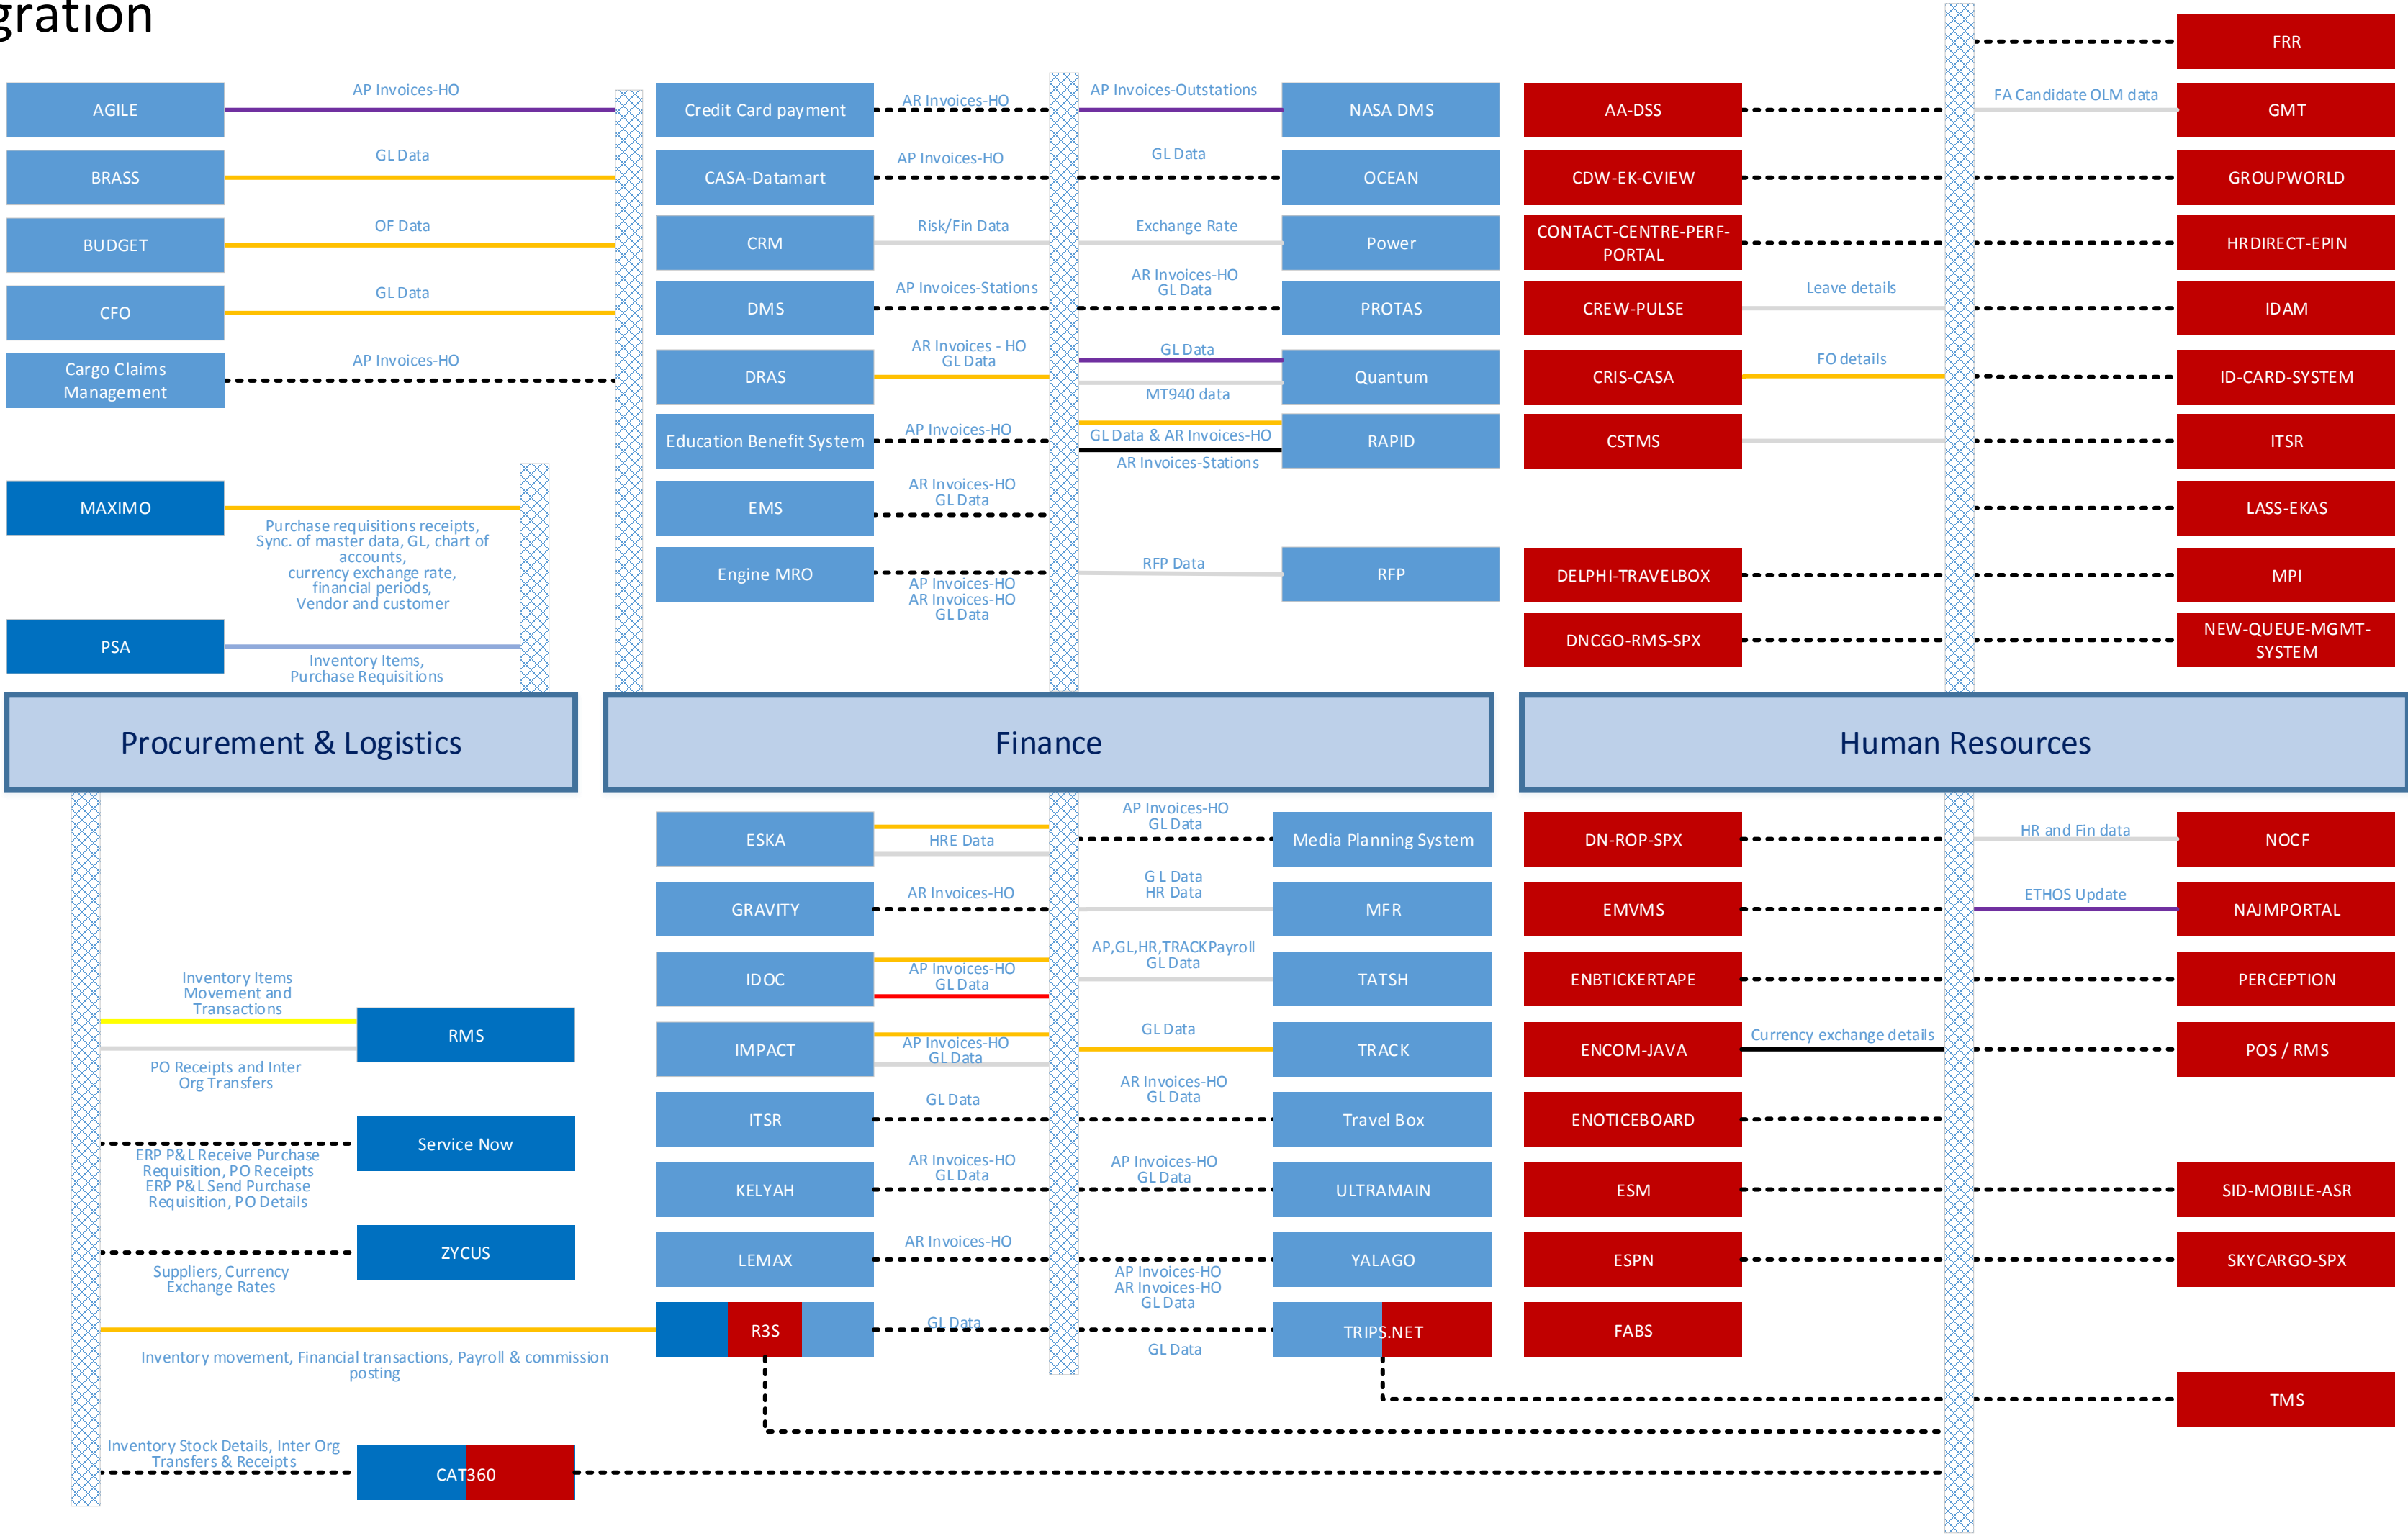 gration
AGILE
AP Invoices-HO
BRASS
GL Data
BUDGET
OF Data
CFO
GL Data
Cargo Claims
Management
AP Invoices-HO
MAXIMO
Purchase requisitions receipts,
Sync. of master data, GL, chart of
accounts,
currency exchange rate,
financial periods,
Vendor and customer
PSA
Inventory Items,
Purchase Requisitions
Credit Card payment
AR Invoices-HO
AP Invoices-Outstations
NASA DMS
CASA-Datamart
AP Invoices-HO
GL Data
OCEAN
CRM
Risk/Fin Data
Exchange Rate
Power
DMS
AP Invoices-Stations
AR Invoices-HO
GL Data
PROTAS
DRAS
AR Invoices - HO
GL Data
GL Data
MT940 data
Quantum
Education Benefit System
AP Invoices-HO
GL Data & AR Invoices-HO
AR Invoices-Stations
RAPID
EMS
AR Invoices-HO
GL Data
Engine MRO
AP Invoices-HO
AR Invoices-HO
GL Data
RFP Data
RFP
FRR
AA-DSS
FA Candidate OLM data
GMT
CDW-EK-CVIEW
GROUPWORLD
CONTACT-CENTRE-PERF-
PORTAL
HRDIRECT-EPIN
CREW-PULSE
Leave details
IDAM
CRIS-CASA
FO details
ID-CARD-SYSTEM
CSTMS
ITSR
LASS-EKAS
DELPHI-TRAVELBOX
MPI
DNCGO-RMS-SPX
NEW-QUEUE-MGMT-
SYSTEM
Procurement & Logistics
Finance
Human Resources
Inventory Items
Movement and
Transactions
RMS
PO Receipts and Inter
Org Transfers
Service Now
ERP P&L Receive Purchase
Requisition, PO Receipts
ERP P&L Send Purchase
Requisition, PO Details
ZYCUS
Suppliers, Currency
Exchange Rates
Inventory movement, Financial transactions, Payroll & commission
posting
Inventory Stock Details, Inter Org
Transfers & Receipts
CAT360
ESKA
HRE Data
AP Invoices-HO
GL Data
Media Planning System
GRAVITY
AR Invoices-HO
G L Data
HR Data
MFR
IDOC
AP Invoices-HO
GL Data
AP,GL,HR,TRACKPayroll
GL Data
TATSH
IMPACT
AP Invoices-HO
GL Data
GL Data
TRACK
ITSR
GL Data
AR Invoices-HO
GL Data
Travel Box
KELYAH
AR Invoices-HO
GL Data
AP Invoices-HO
GL Data
ULTRAMAIN
LEMAX
AR Invoices-HO
AP Invoices-HO
AR Invoices-HO
GL Data
YALAGO
R3S
GL Data
GL Data
TRIPS.NET
DN-ROP-SPX
HR and Fin data
NOCF
EMVMS
ETHOS Update
NAJMPORTAL
ENBTICKERTAPE
PERCEPTION
ENCOM-JAVA
Currency exchange details
POS / RMS
ENOTICEBOARD
ESM
SID-MOBILE-ASR
ESPN
SKYCARGO-SPX
FABS
TMS